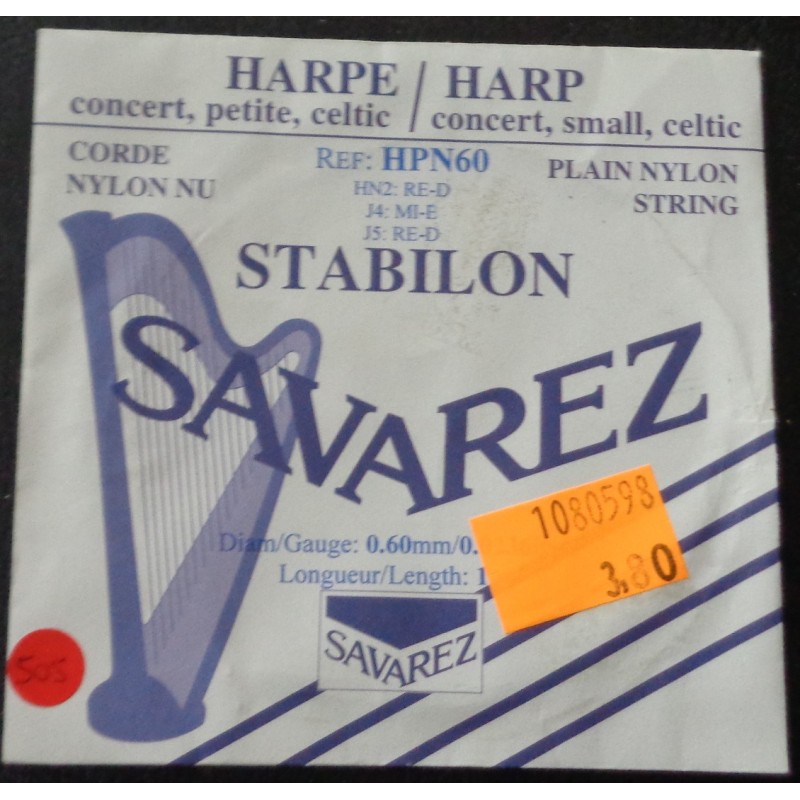 HARPE / HARP
concert, petite, celtic / concert, small, celtic
CORDE
NYLON NU
REF: HPN60
HN2: RE-D
J4: MI-E
J5: RE-D
PLAIN NYLON
STRING
STABILON
SAVAREZ
1080598
3.80
Diam/Gauge: 0.60mm/0.
Longueur/Length: 1
SAVAREZ
505